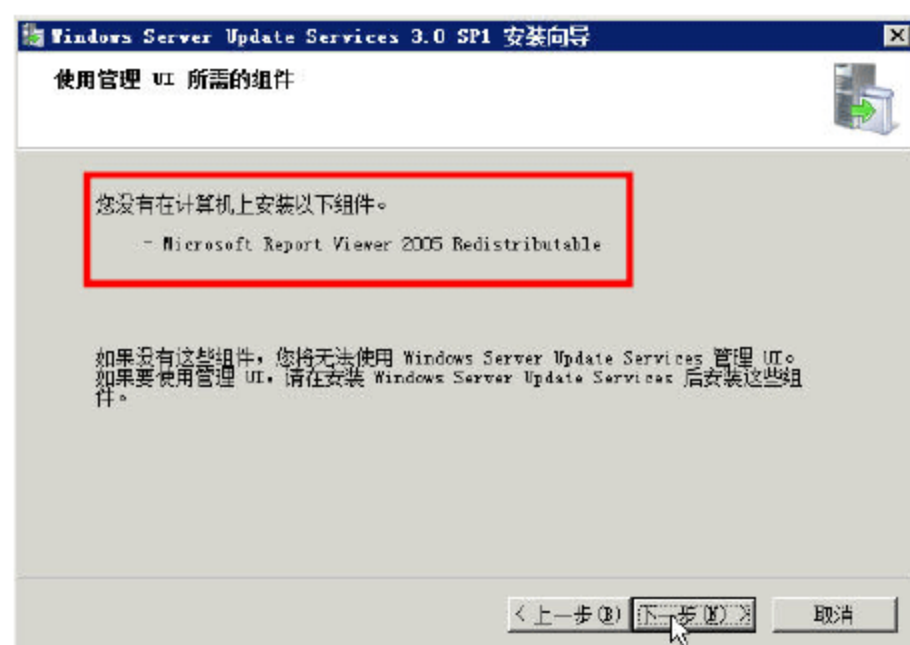 Windows Server Update Services 3.0 SP1 安装向导
使用管理 UI 所需的组件
您没有在计算机上安装以下组件。
- Microsoft Report Viewer 2005 Redistributable
如果没有这些组件，您将无法使用 Windows Server Update Services 管理 UI。
如果要使用管理 UI，请在安装 Windows Server Update Services 后安装这些组
件。
< 上一步(B) 下一步(N) > 取消